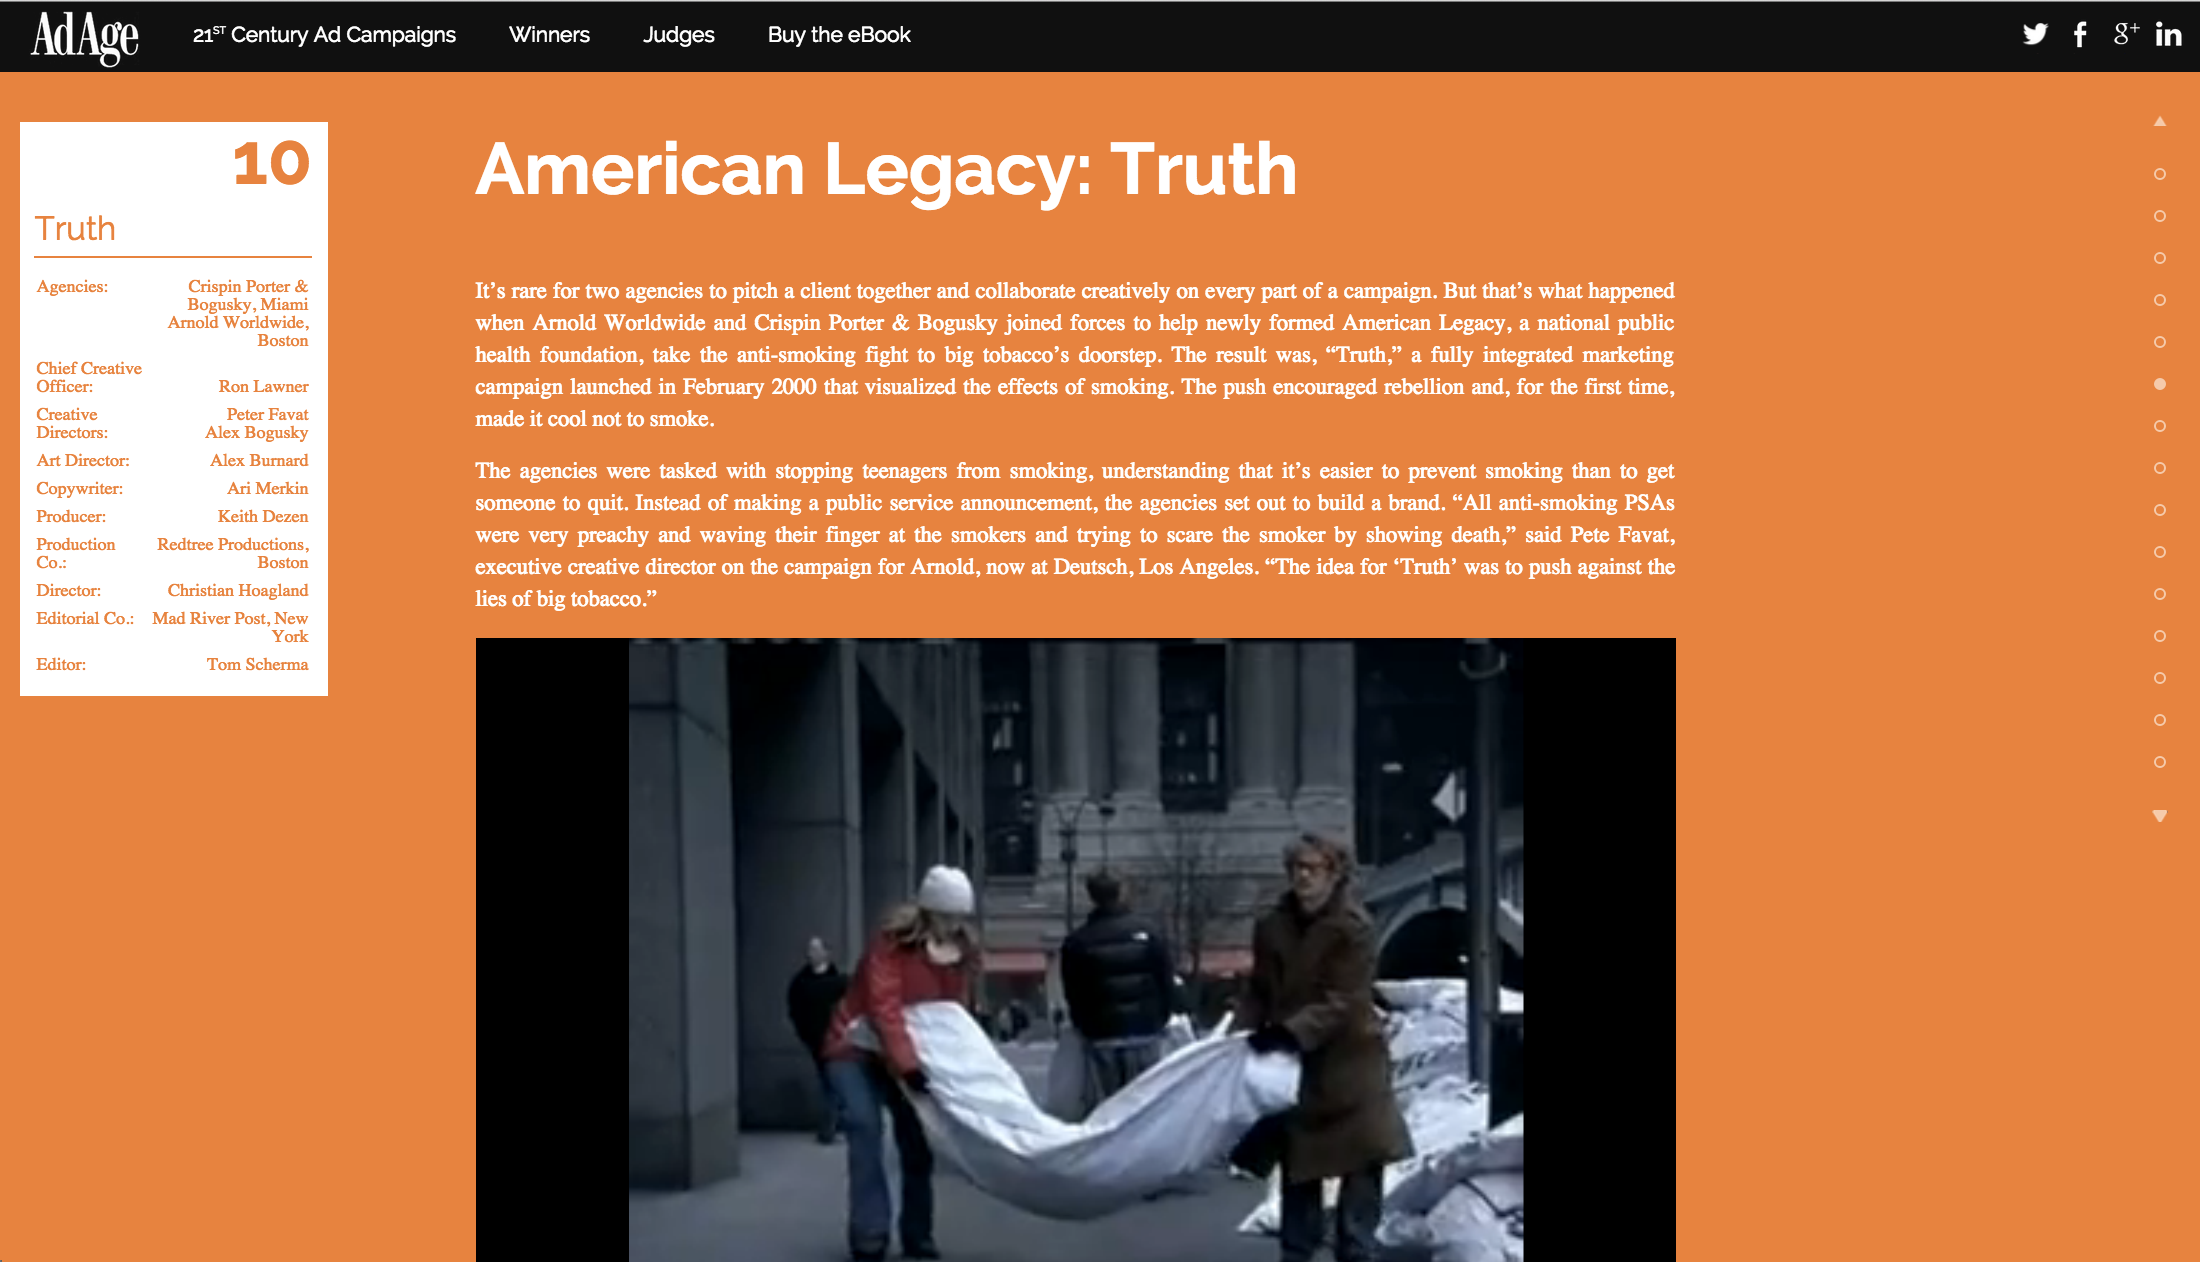 AdAge 21ST Century Ad Campaigns Winners Judges Buy the eBook
10
Truth
Agencies: Crispin Porter &
Bogusky, Miami
Arnold Worldwide,
Boston
Chief Creative
Officer: Ron Lawner
Creative Peter Favat
Directors: Alex Bogusky
Art Director: Alex Burnard
Copywriter: Ari Merkin
Producer: Keith Dezen
Production Redtree Productions,
Co.: Boston
Director: Christian Hoagland
Editorial Co.: Mad River Post, New
York
Editor: Tom Scherma
American Legacy: Truth
It’s rare for two agencies to pitch a client together and collaborate creatively on every part of a campaign. But that’s what happened
when Arnold Worldwide and Crispin Porter & Bogusky joined forces to help newly formed American Legacy, a national public
health foundation, take the anti-smoking fight to big tobacco’s doorstep. The result was, “Truth,” a fully integrated marketing
campaign launched in February 2000 that visualized the effects of smoking. The push encouraged rebellion and, for the first time,
made it cool not to smoke.
The agencies were tasked with stopping teenagers from smoking, understanding that it’s easier to prevent smoking than to get
someone to quit. Instead of making a public service announcement, the agencies set out to build a brand. “All anti-smoking PSAs
were very preachy and waving their finger at the smokers and trying to scare the smoker by showing death,” said Pete Favat,
executive creative director on the campaign for Arnold, now at Deutsch, Los Angeles. “The idea for ‘Truth’ was to push against the
lies of big tobacco.”